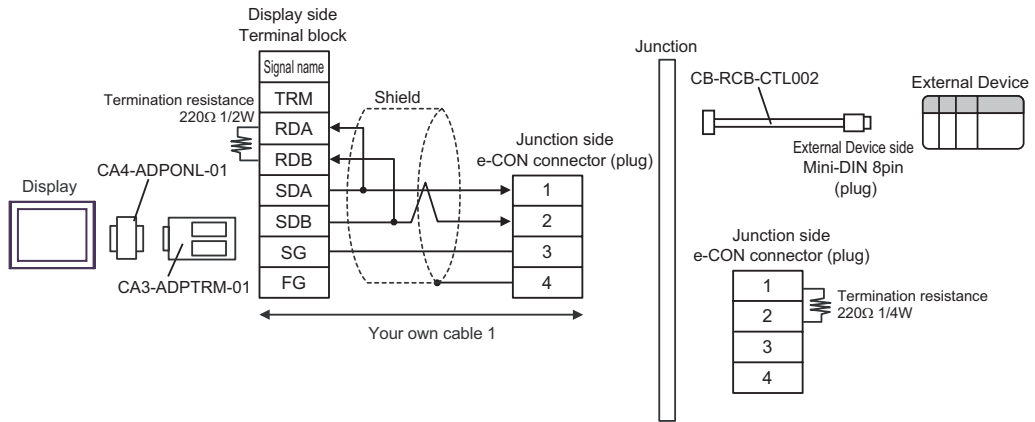 Display side
Terminal block
Signal name
TRM
RDA
RDB
SDA
SDB
SG
FG
Termination resistance
220Ω 1/2W
Shield
Display
CA4-ADPONL-01
CA3-ADPTRM-01
Junction side
e-CON connector (plug)
1
2
3
4
Your own cable 1
Junction
CB-RCB-CTL002
External Device
External Device side
Mini-DIN 8pin
(plug)
Junction side
e-CON connector (plug)
1
2
3
4
Termination resistance
220Ω 1/4W